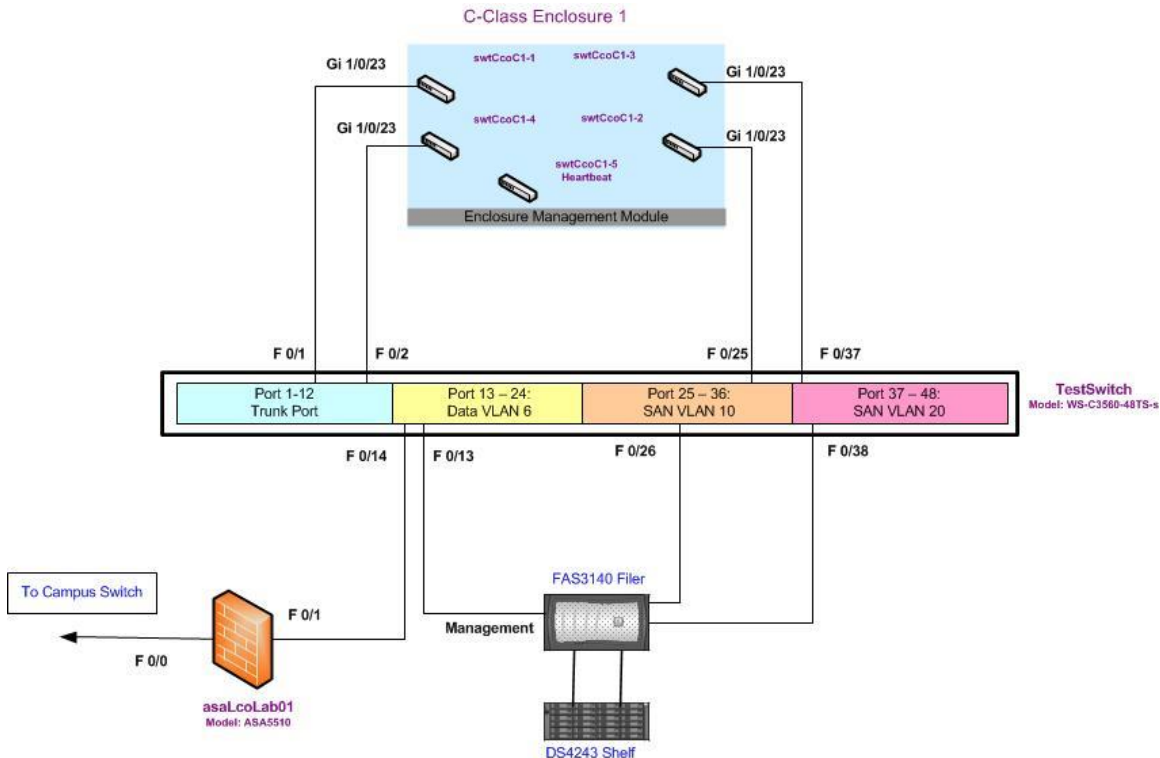 C-Class Enclosure 1
swtCcoC1-1
swtCcoC1-3
Gi 1/0/23
Gi 1/0/23
swtCcoC1-4
swtCcoC1-2
Gi 1/0/23
Gi 1/0/23
swtCcoC1-5
Heartbeat
Enclosure Management Module
F 0/1
F 0/2
F 0/25
F 0/37
Port 1-12
Trunk Port
Port 13 – 24:
Data VLAN 6
Port 25 – 36:
SAN VLAN 10
Port 37 – 48:
SAN VLAN 20
TestSwitch
Model: WS-C3560-48TS-s
F 0/14
F 0/13
F 0/26
F 0/38
To Campus Switch
FAS3140 Filer
F 0/1
Management
F 0/0
asaLcoLab01
Model: ASA5510
DS4243 Shelf